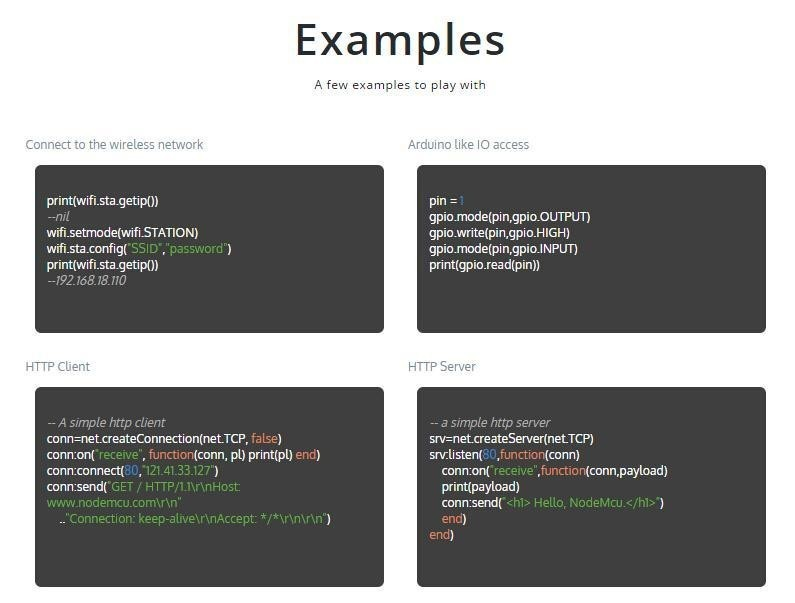 Examples
A few examples to play with
Connect to the wireless network
print(wifi.sta.getip())
--nil
wifi.setmode(wifi.STATION)
wifi.sta.config("SSID","password")
print(wifi.sta.getip())
--192.168.18.110
Arduino like IO access
pin = 1
gpio.mode(pin,gpio.OUTPUT)
gpio.write(pin,gpio.HIGH)
gpio.mode(pin,gpio.INPUT)
print(gpio.read(pin))
HTTP Client
-- A simple http client
conn=net.createConnection(net.TCP, false)
conn:on("receive", function(conn, pl) print(pl) end)
conn:connect(80,"121.41.33.127")
conn:send("GET / HTTP/1.1\r\nHost:
www.nodemcu.com\r\n"
.."Connection: keep-alive\r\nAccept: */*\r\n\r\n")
HTTP Server
-- a simple http server
srv=net.createServer(net.TCP)
srv:listen(80,function(conn)
conn:on("receive",function(conn,payload)
print(payload)
conn:send("<h1> Hello, NodeMcu.</h1>")
end)
end)